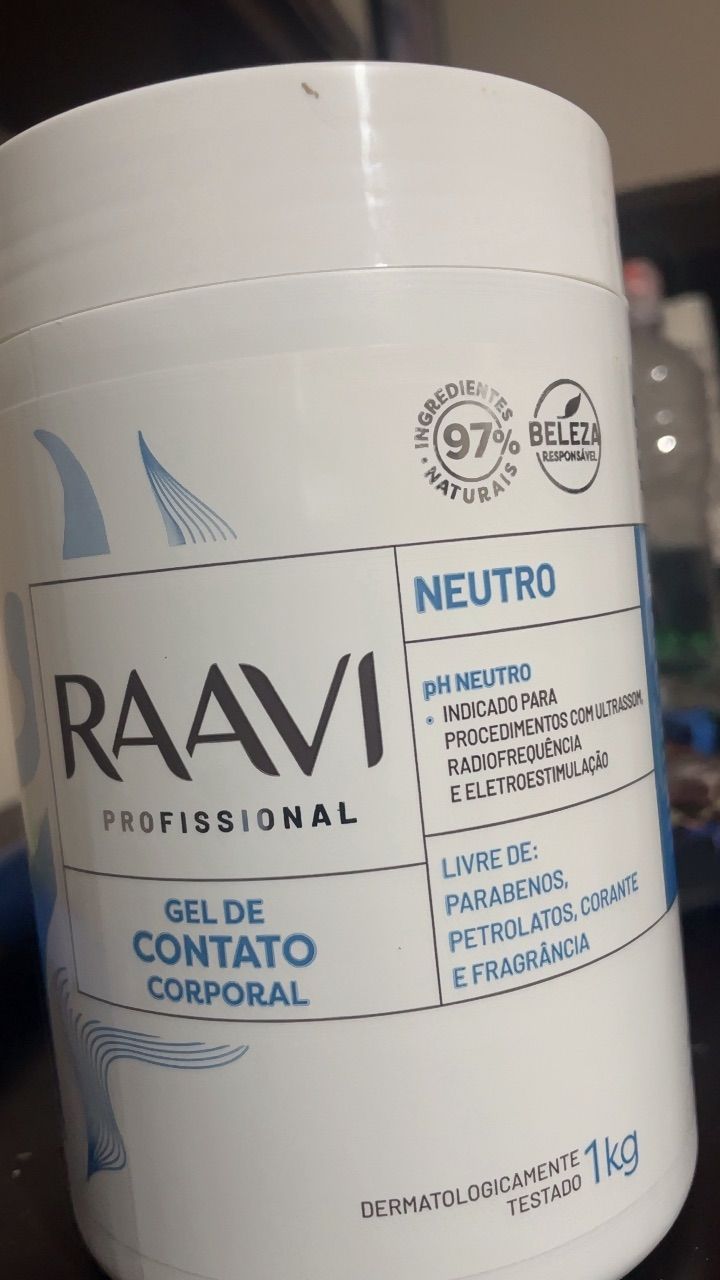 INGREDIENTES
97%
NATURAIS
BELEZA
RESPONSÁVEL
RAAVI
PROFISSIONAL
GEL DE
CONTATO
CORPORAL
NEUTRO
pH NEUTRO
• INDICADO PARA
PROCEDIMENTOS COM ULTRASSOM,
RADIOFREQUÊNCIA
E ELETROESTIMULAÇÃO
LIVRE DE:
PARABENOS,
PETROLATOS, CORANTE
E FRAGRÂNCIA
DERMATOLOGICAMENTE
TESTADO
1kg